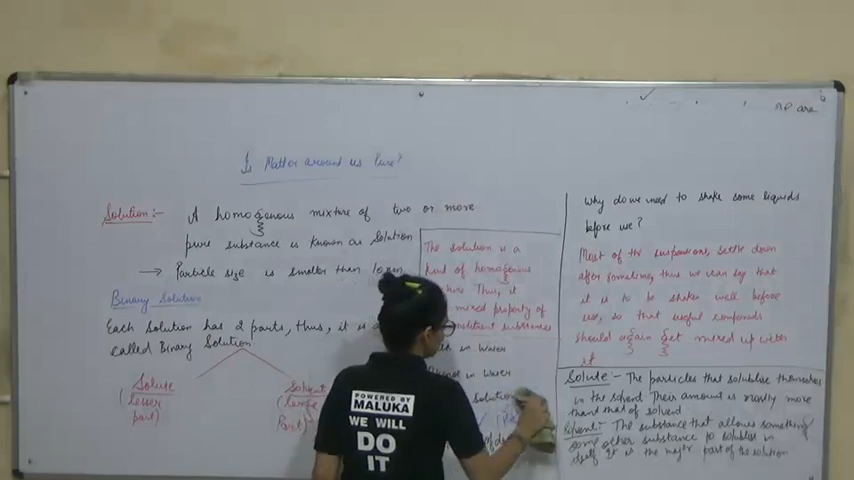 Is Matter around us Pure?
Solution:- A homogenous mixture of two or more
pure substance is known as Solution
→ Particle size is smaller than
Binary Solution
Each Solution has 2 parts, thus, it is
called Binary Solution
Solute
(lesser
part)
Solvent
(large
Part)
The solution is a
kind of homogenous
Thus, it
mixed property of
substances
in Water
in Water
Solution
POWERED BY
MALUKA
WE WILL
DO
IT
are
Why do we need to shake some liquids
before use?
Most of the suspensions, settle down
after sometime, thus we can say that
it is to be shaken well before
use, so that useful compounds
should again get mixed up with
it
Solute - The particles that solublise themselves
in the solvend Their amount is mostly more
than that of solvend
- The substance that allows something/
some other substance to solublise in
itself It is the major part of the solution